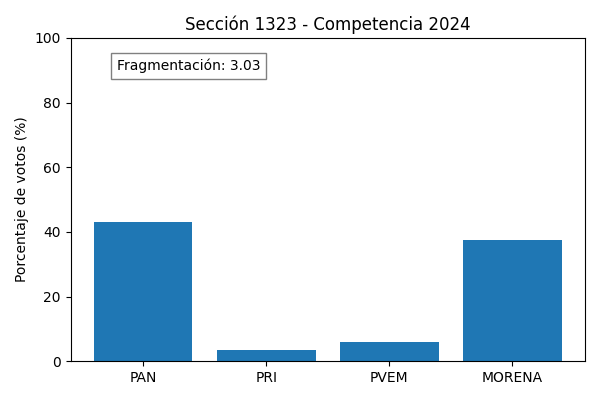 Sección 1323 - Competencia 2024
Fragmentación: 3.03
Porcentaje de votos (%)
100
80
60
40
20
0
PAN PRI PVEM MORENA